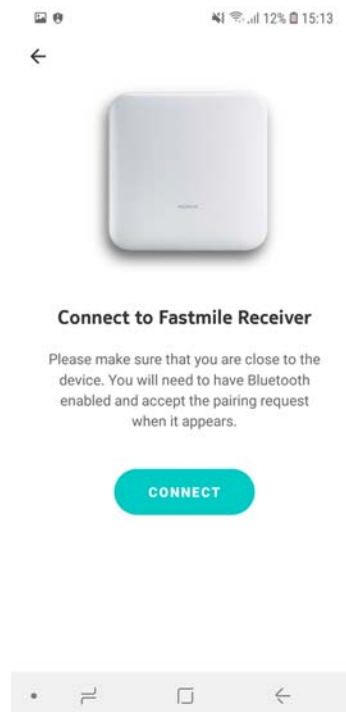 12% 15:13
NOKIA
Connect to Fastmile Receiver
Please make sure that you are close to the
device. You will need to have Bluetooth
enabled and accept the pairing request
when it appears.
CONNECT